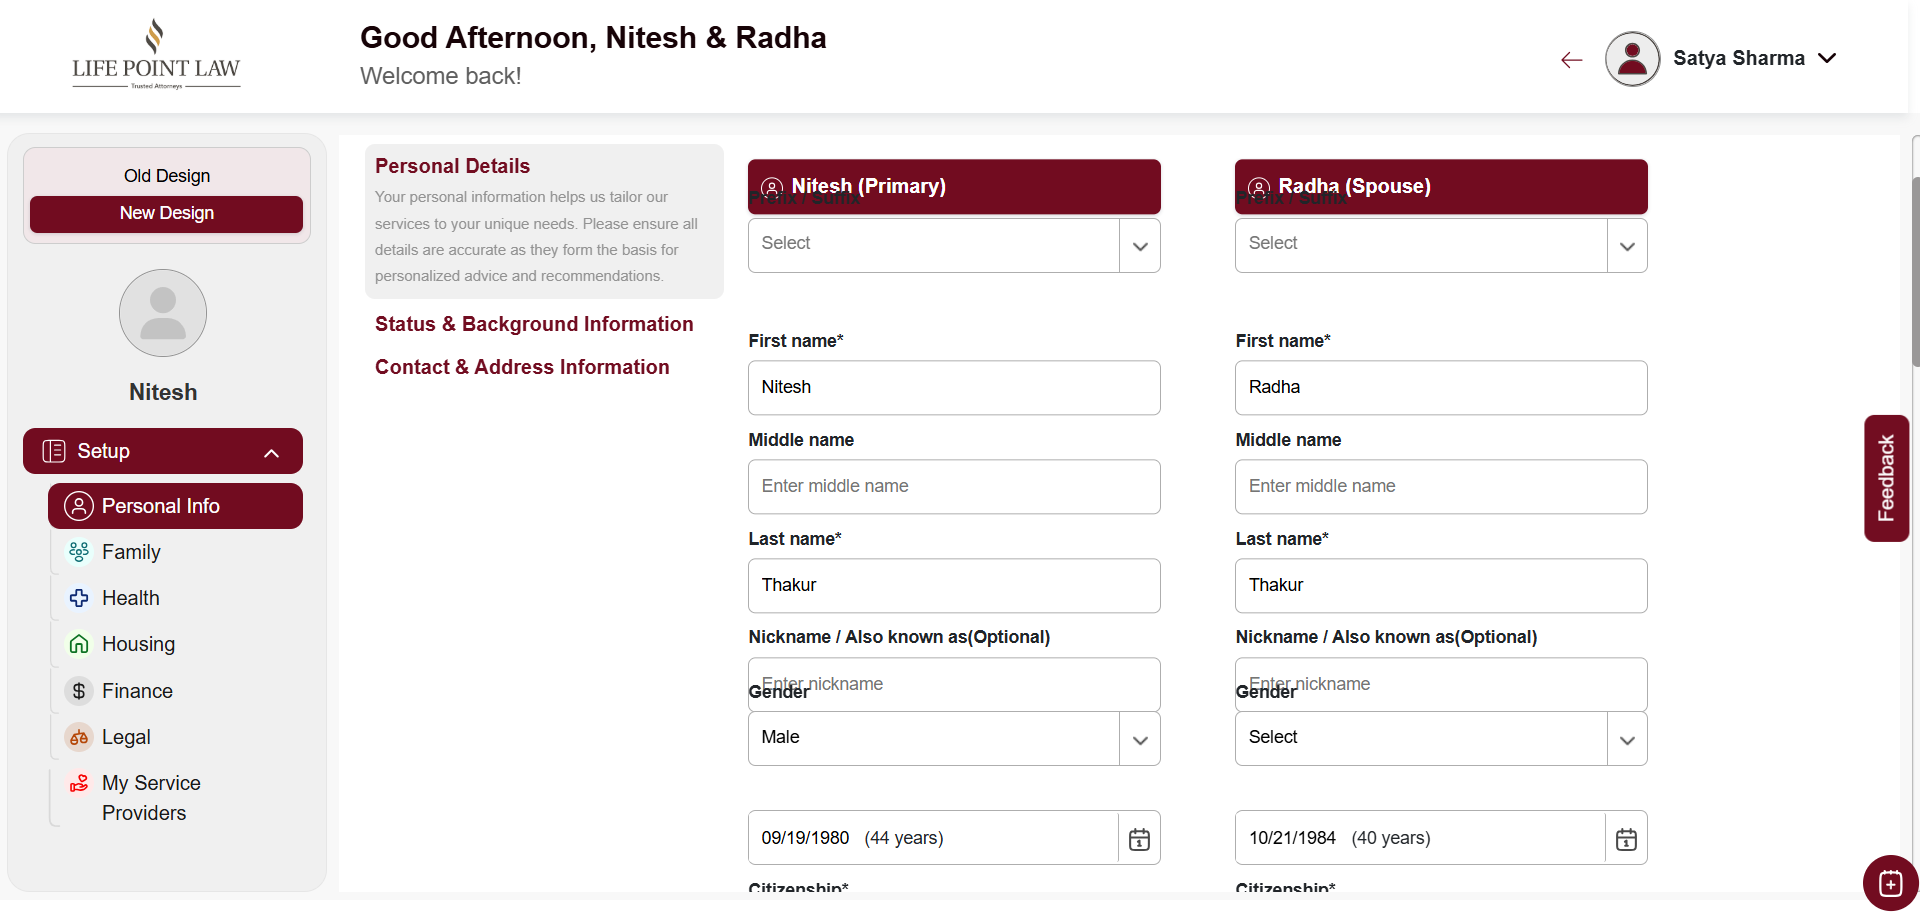 LIFE POINT LAW
Trusted Attorneys
Good Afternoon, Nitesh & Radha
Welcome back!
Satya Sharma
Old Design
New Design
Nitesh
Setup
Personal Info
Family
Health
Housing
$ Finance
Legal
My Service
Providers
Personal Details
Your personal information helps us tailor our
services to your unique needs. Please ensure all
details are accurate as they form the basis for
personalized advice and recommendations.
Status & Background Information
Contact & Address Information
Nitesh (Primary)
Prefix / Suffix
Select
First name*
Nitesh
Middle name
Enter middle name
Last name*
Thakur
Nickname / Also known as(Optional)
Enter nickname
Gender
Male
09/19/1980 (44 years)
Citizenship*
Radha (Spouse)
Prefix / Suffix
Select
First name*
Radha
Middle name
Enter middle name
Last name*
Thakur
Nickname / Also known as(Optional)
Enter nickname
Gender
Select
10/21/1984 (40 years)
Citizenship*
Feedback